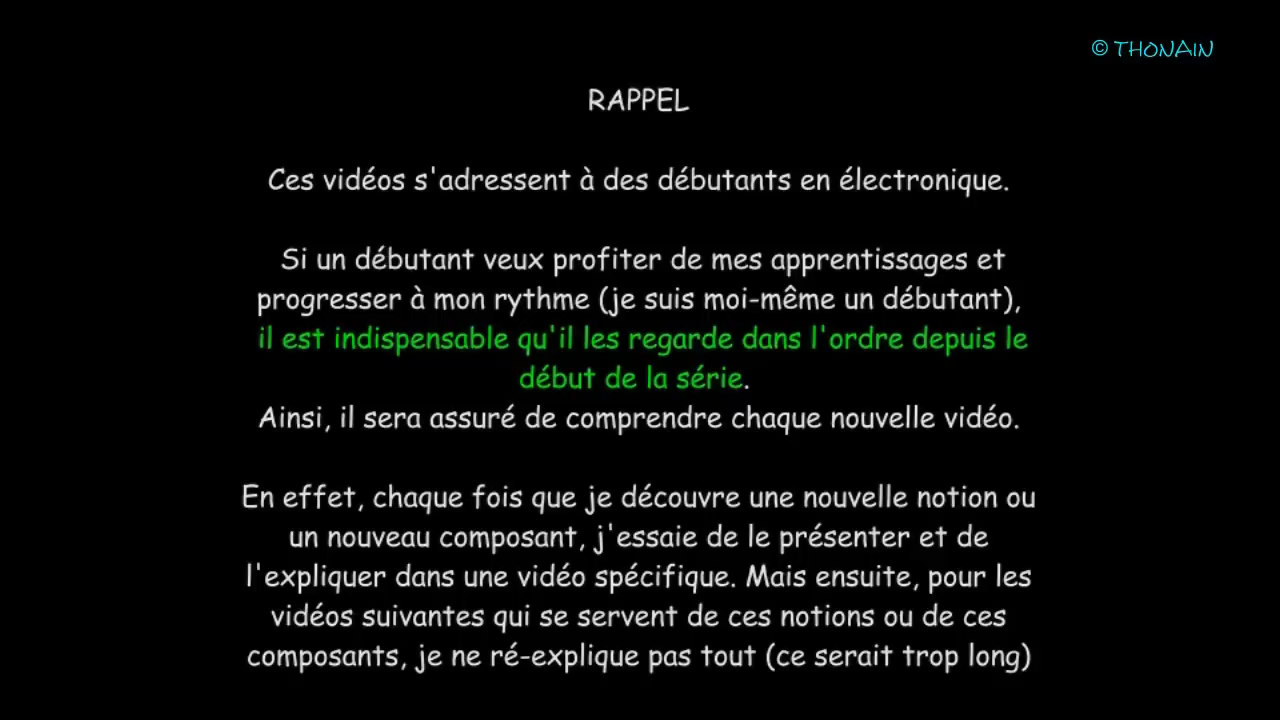 © THONAIN
RAPPEL
Ces vidéos s'adressent à des débutants en électronique.
Si un débutant veux profiter de mes apprentissages et
progresser à mon rythme (je suis moi-même un débutant),
il est indispensable qu'il les regarde dans l'ordre depuis le
début de la série.
Ainsi, il sera assuré de comprendre chaque nouvelle vidéo.
En effet, chaque fois que je découvre une nouvelle notion ou
un nouveau composant, j'essaie de le présenter et de
l'expliquer dans une vidéo spécifique. Mais ensuite, pour les
vidéos suivantes qui se servent de ces notions ou de ces
composants, je ne ré-explique pas tout (ce serait trop long)